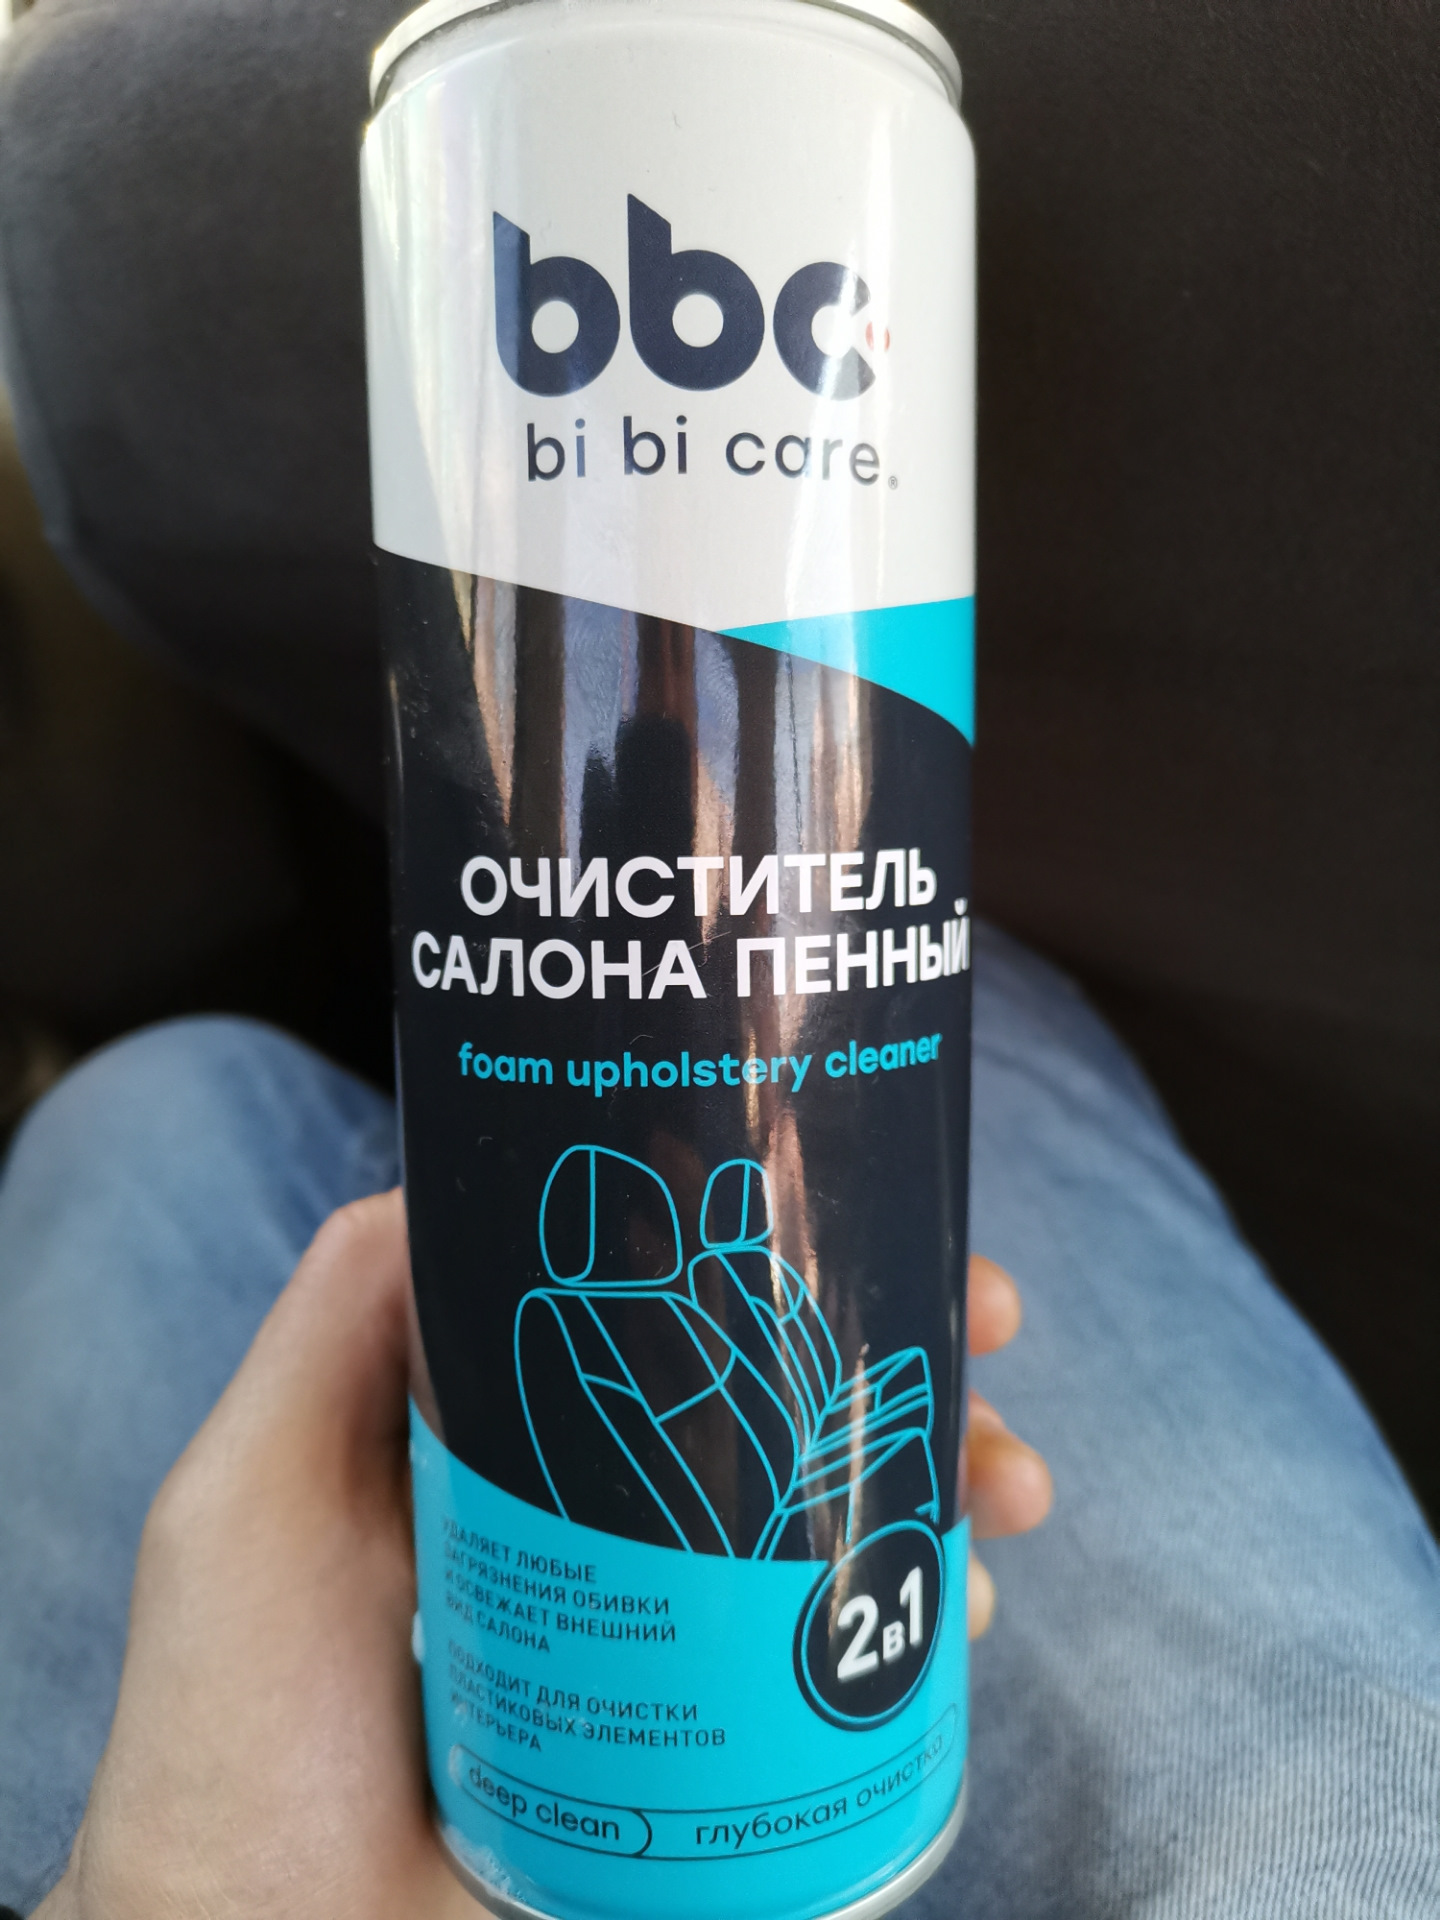 bbc
bi bi care®
ОЧИСТИТЕЛЬ
САЛОНА ПЕННЫЙ
foam upholstery cleaner
УДАЛЯЕТ ЛЮБЫЕ
ЗАГРЯЗНЕНИЯ ОБИВКИ
И ОСВЕЖАЕТ ВНЕШНИЙ
ВИД САЛОНА
ПОДХОДИТ ДЛЯ ОЧИСТКИ
ПЛАСТИКОВЫХ ЭЛЕМЕНТОВ
ИНТЕРЬЕРА
2в1
deep clean
глубокая очистка